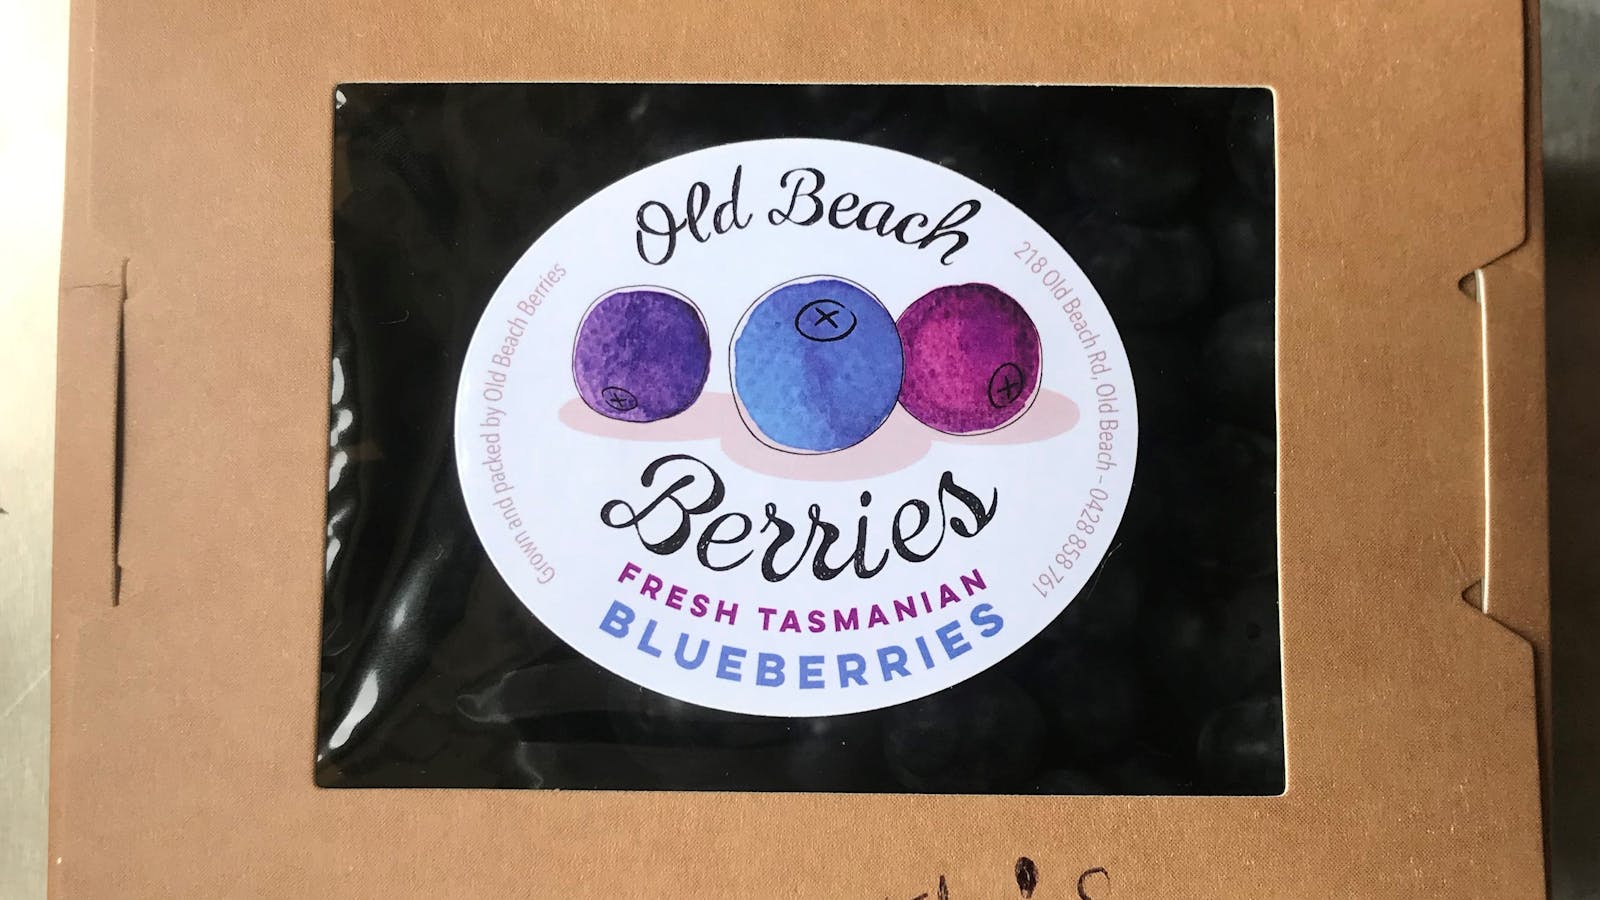 Old Beach
Berries
FRESH TASMANIAN
BLUEBERRIES
Grown and packed by Old Beach Berries
218 Old Beach Rd, Old Beach - 0428 858 761